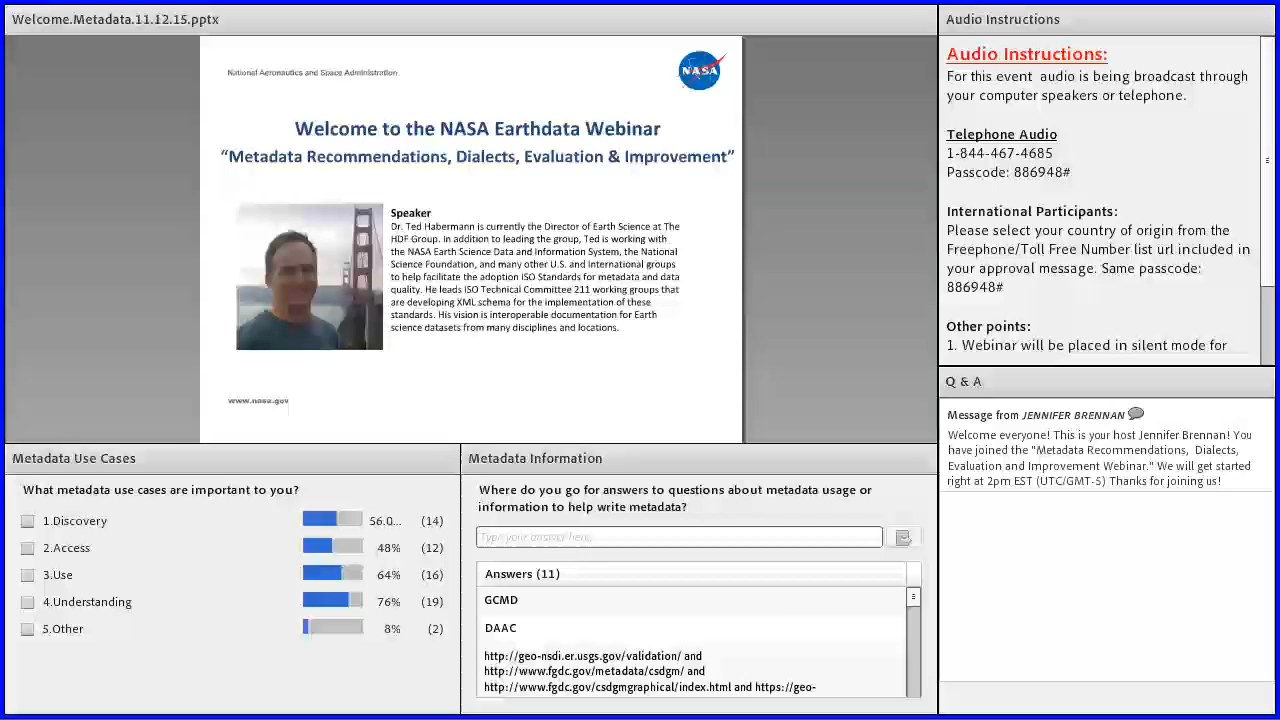 Welcome.Metadata.11.12.15.pptx
National Aeronautics and Space Administration
NASA
Welcome to the NASA Earthdata Webinar
“Metadata Recommendations, Dialects, Evaluation & Improvement”
Speaker
Dr. Ted Habermann is currently the Director of Earth Science at The
HDF Group. In addition to leading the group, Ted is working with
the NASA Earth Science Data and Information System, the National
Science Foundation, and many other U.S. and International groups
to help facilitate the adoption ISO Standards for metadata and data
quality. He leads ISO Technical Committee 211 working groups that
are developing XML schema for the implementation of these
standards. His vision is interoperable documentation for Earth
science datasets from many disciplines and locations.
www.nasa.gov
Audio Instructions
Audio Instructions:
For this event audio is being broadcast through
your computer speakers or telephone.
Telephone Audio
1-844-467-4685
Passcode: 886948#
International Participants:
Please select your country of origin from the
Freephone/Toll Free Number list url included in
your approval message. Same passcode:
886948#
Other points:
1. Webinar will be placed in silent mode for
Q & A
Message from JENNIFER BRENNAN
Welcome everyone! This is your host Jennifer Brennan! You
have joined the "Metadata Recommendations, Dialects,
Evaluation and Improvement Webinar." We will get started
right at 2pm EST (UTC/GMT-5) Thanks for joining us!
Metadata Use Cases
What metadata use cases are important to you?
1.Discovery 56.0... (14)
2.Access 48% (12)
3.Use 64% (16)
4.Understanding 76% (19)
5.Other 8% (2)
Metadata Information
Where do you go for answers to questions about metadata usage or
information to help write metadata?
Type your answer here.
Answers (11)
GCMD
DAAC
http://geo-nsdi.er.usgs.gov/validation/ and
http://www.fgdc.gov/metadata/csdgm/ and
http://www.fgdc.gov/csdgmgraphical/index.html and https://geo-